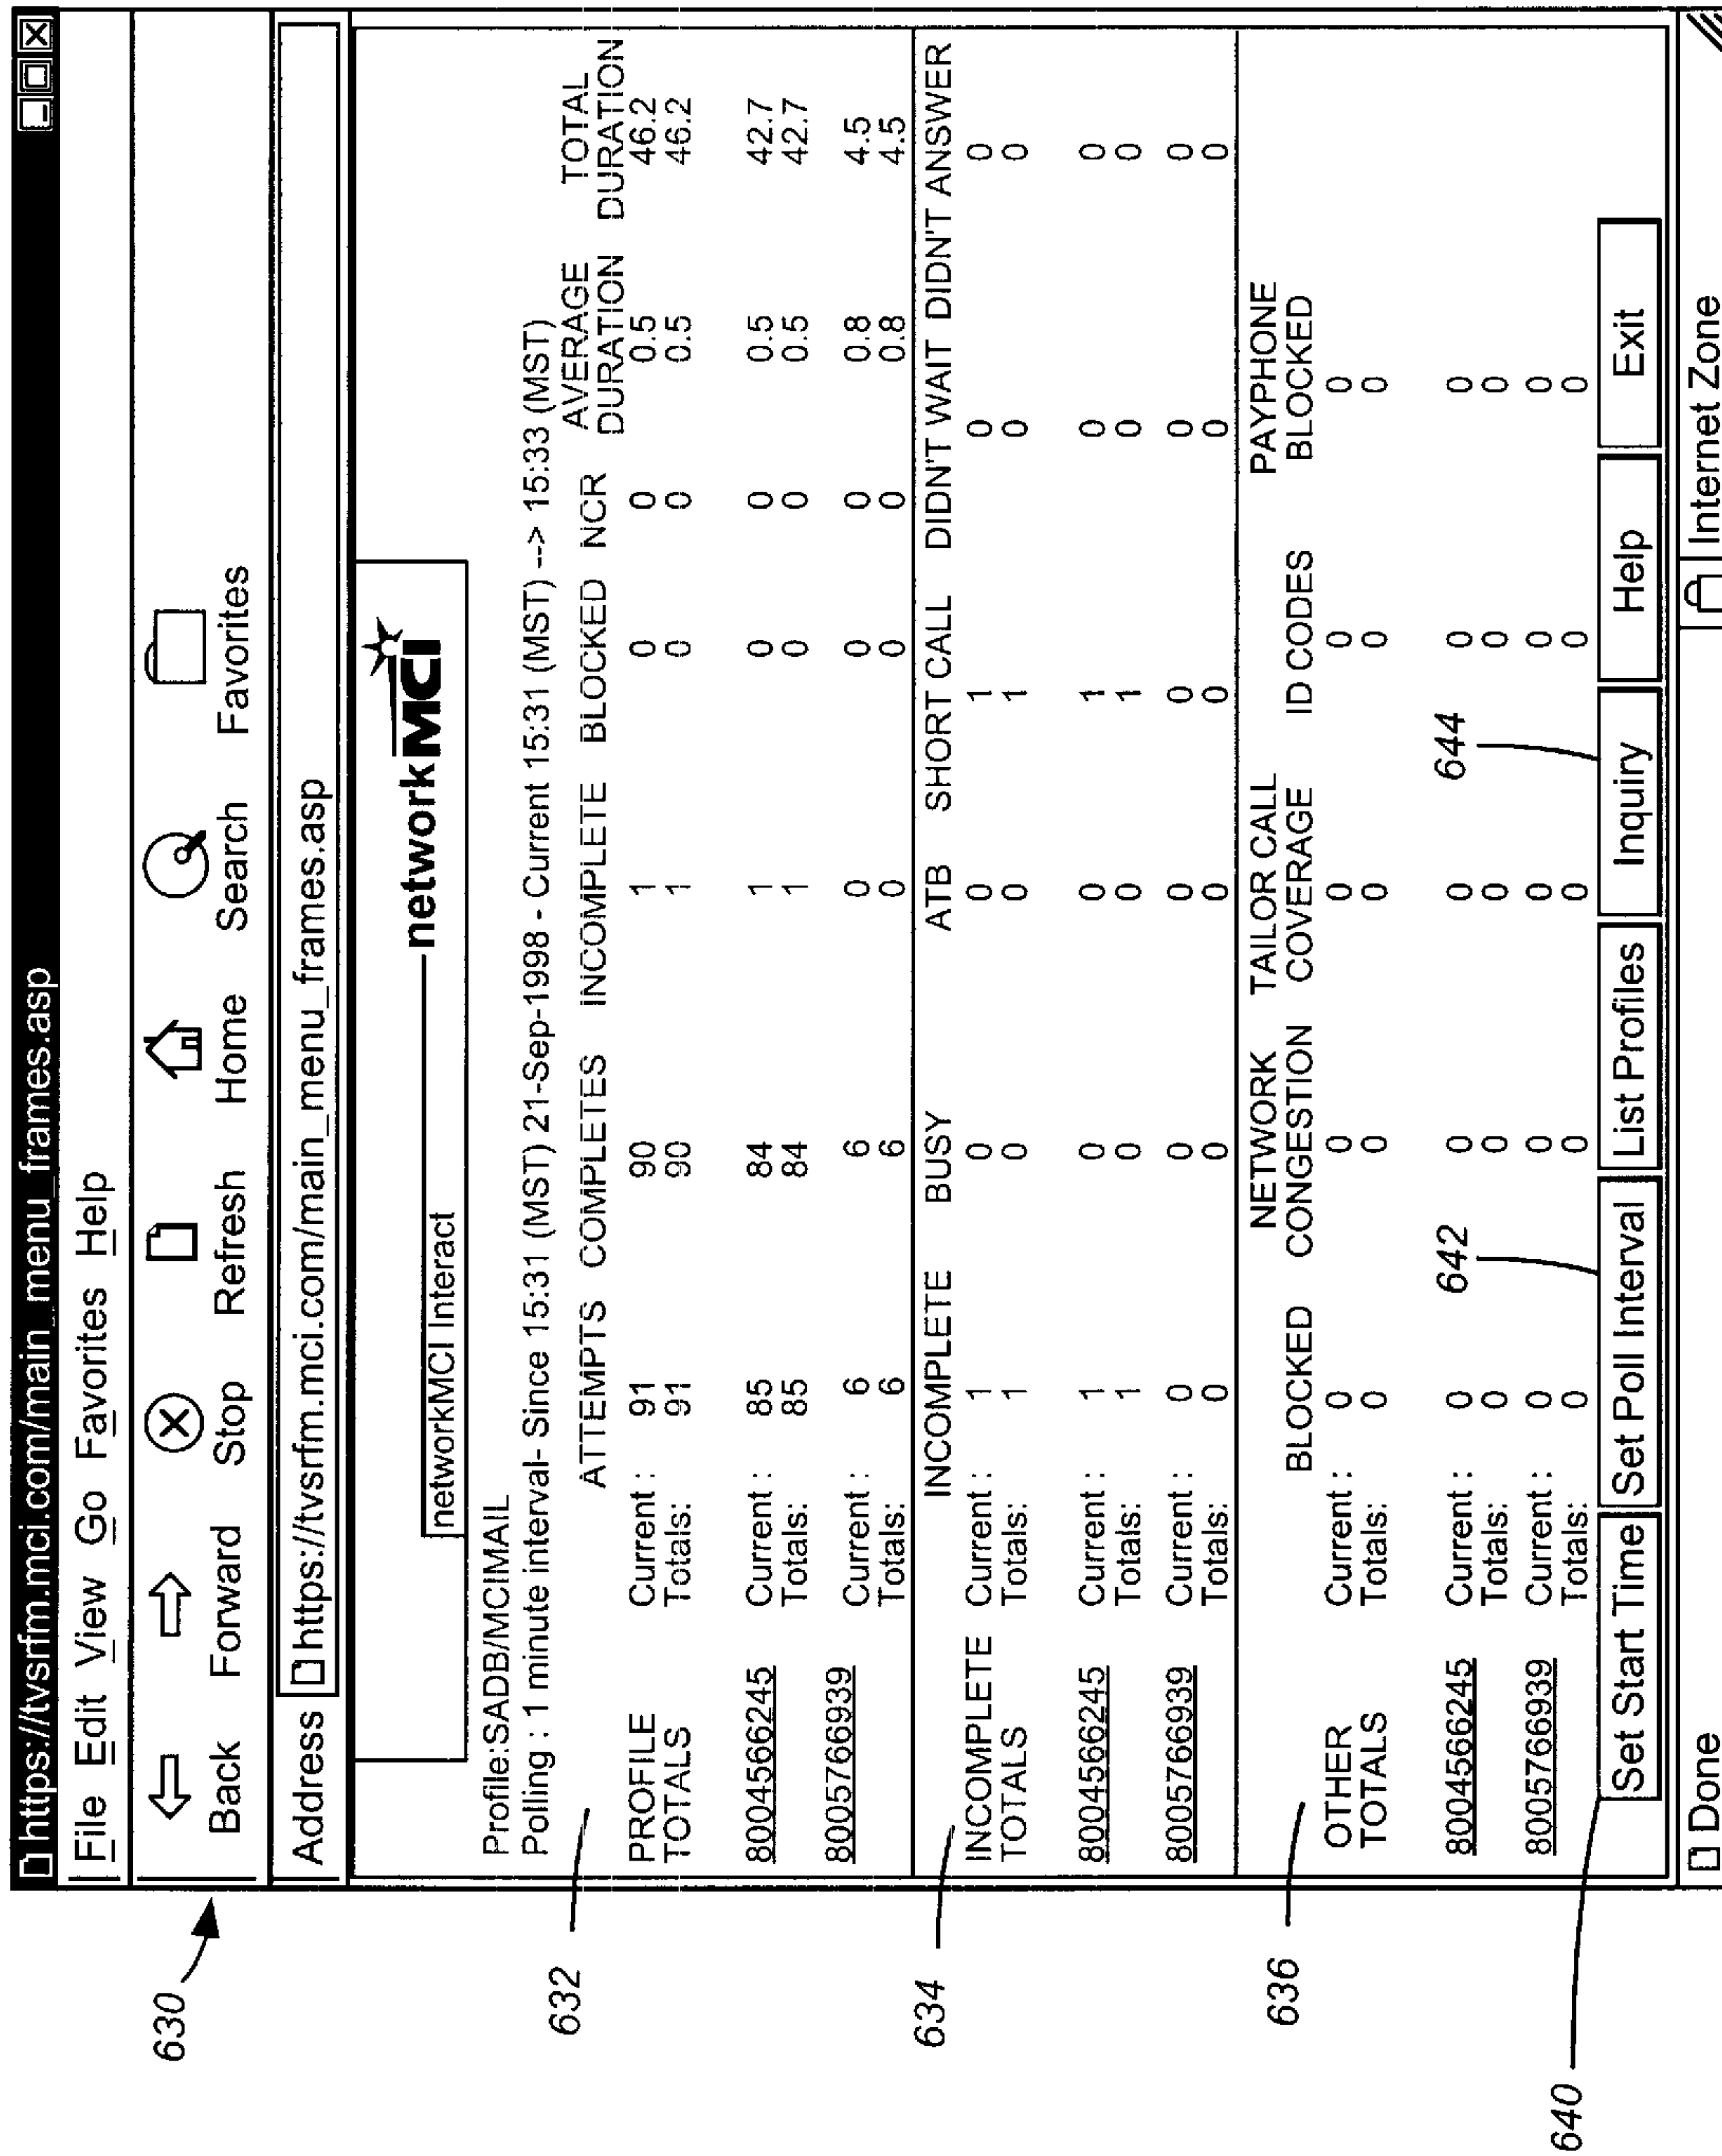 https://tvsrfm.mci.com/main_menu_frames.asp
File Edit View Go Favorites Help
Back Forward Stop Refresh Home Search Favorites
630
Address https://tvsrfm.mci.com/main_menu_frames.asp
networkMCI
networkMCI Interact
Profile:SADB/MCIMAIL
Polling : 1 minute interval- Since 15:31 (MST) 21-Sep-1998 - Current 15:31 (MST) --> 15:33 (MST)
632
ATTEMPTS COMPLETES INCOMPLETE BLOCKED NCR AVERAGE DURATION TOTAL DURATION
PROFILE Current : 91 90 1 0 0 0.5 46.2
TOTALS Totals: 91 90 1 0 0 0.5 46.2
8004566245 Current : 85 84 1 0 0 0.5 42.7
Totals: 85 84 1 0 0 0.5 42.7
8005766939 Current : 6 6 0 0 0 0.8 4.5
Totals: 6 6 0 0 0 0.8 4.5
634
INCOMPLETE BUSY ATB SHORT CALL DIDN'T WAIT DIDN'T ANSWER
INCOMPLETE Current : 1 0 0 1 0 0
TOTALS Totals: 1 0 0 1 0 0
8004566245 Current : 1 0 0 1 0 0
Totals: 1 0 0 1 0 0
8005766939 Current : 0 0 0 0 0 0
Totals: 0 0 0 0 0 0
636
NETWORK TAILOR CALL PAYPHONE
BLOCKED CONGESTION COVERAGE ID CODES BLOCKED
OTHER Current : 0 0 0 0 0
TOTALS Totals: 0 0 0 0 0
8004566245 Current : 0 0 0 0 0
Totals: 0 0 0 0 0
8005766939 Current : 0 0 0 0 0
Totals: 0 0 0 0 0
642 644
640
Set Start Time Set Poll Interval List Profiles Inquiry Help Exit
Done Internet Zone